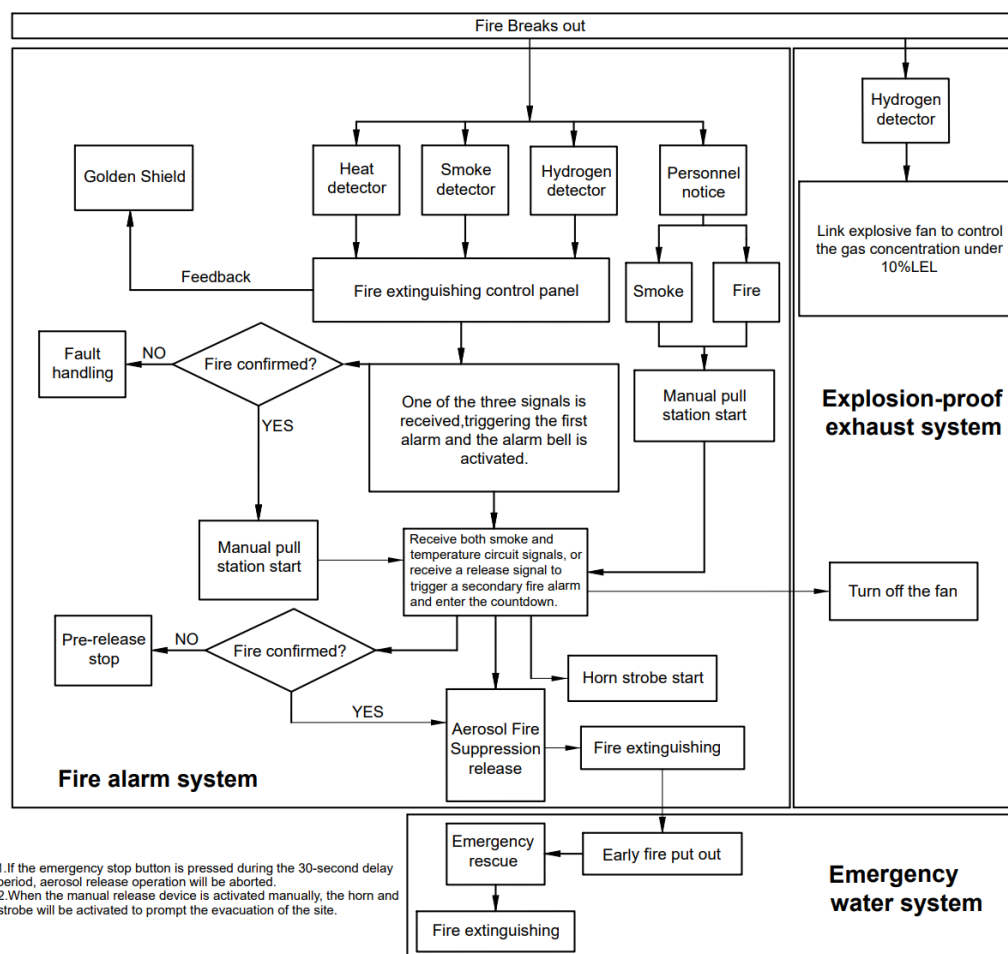 Fire Breaks out
Hydrogen
detector
Heat
detector
Smoke
detector
Hydrogen
detector
Personnel
notice
Golden Shield
Link explosive fan to control
the gas concentration under
10%LEL
Feedback
Fire extinguishing control panel
Smoke
Fire
Fault
handling
NO
Fire confirmed?
YES
One of the three signals is
received,triggering the first
alarm and the alarm bell is
activated.
Manual pull
station start
Explosion-proof
exhaust system
Manual pull
station start
Receive both smoke and
temperature circuit signals, or
receive a release signal to
trigger a secondary fire alarm
and enter the countdown.
Turn off the fan
Pre-release
stop
NO
Fire confirmed?
YES
Horn strobe start
Aerosol Fire
Suppression
release
Fire extinguishing
Fire alarm system
Emergency
rescue
Early fire put out
Emergency
water system
Fire extinguishing
1.If the emergency stop button is pressed during the 30-second delay
period, aerosol release operation will be aborted.
2.When the manual release device is activated manually, the horn and
strobe will be activated to prompt the evacuation of the site.